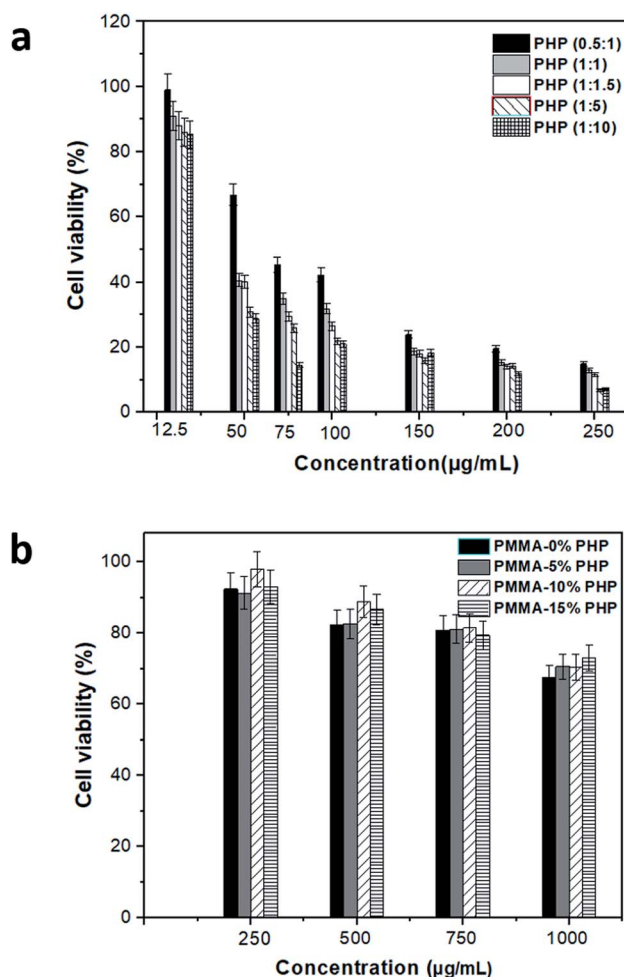 a
PHP (0.5:1)
PHP (1:1)
PHP (1:1.5)
PHP (1:5)
PHP (1:10)
120
100
80
60
40
20
0
Cell viability (%)
12.5 50 75 100 150 200 250
Concentration(µg/mL)
b
PMMA-0% PHP
PMMA-5% PHP
PMMA-10% PHP
PMMA-15% PHP
100
80
60
40
20
0
Cell viability (%)
250 500 750 1000
Concentration (µg/mL)